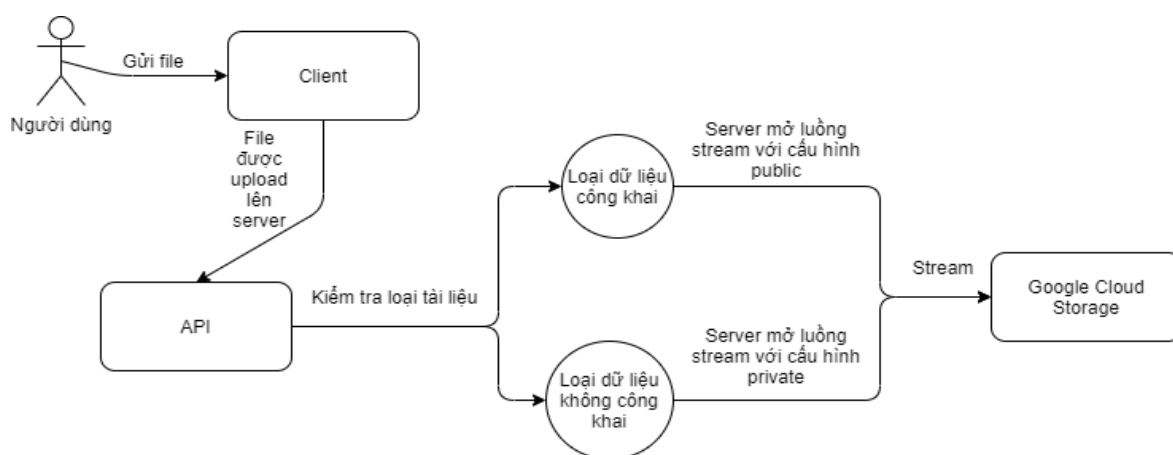 Gửi file
Client
Người dùng
File
được
upload
lên
server
API
Kiểm tra loại tài liệu
Loại dữ liệu
công khai
Server mở luồng
stream với cấu hình
public
Loại dữ liệu
không công
khai
Server mở luồng
stream với cấu hình
private
Stream
Google Cloud
Storage